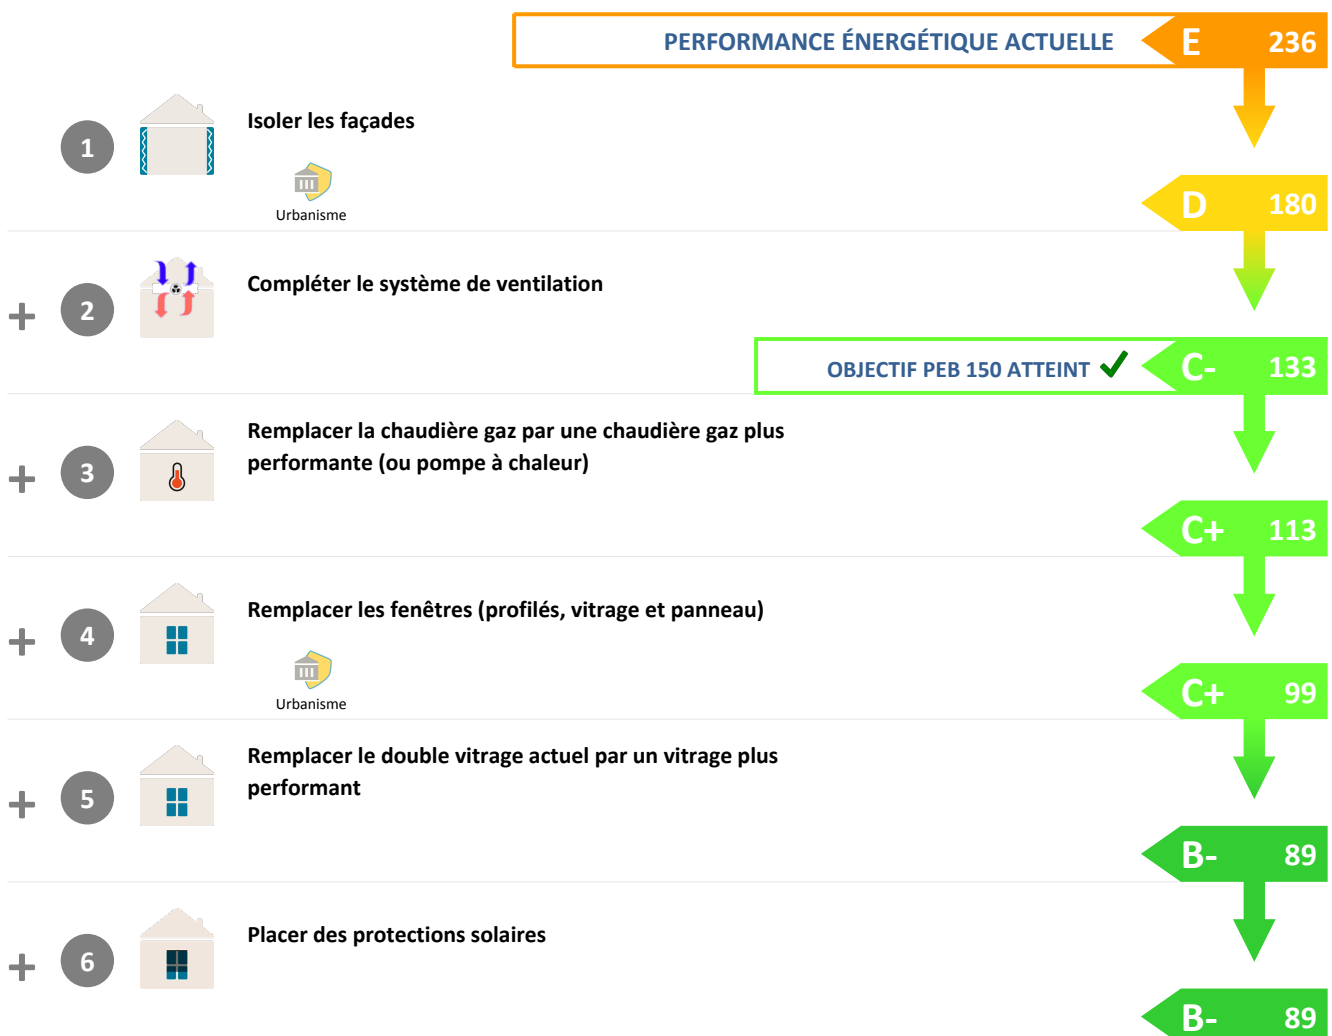 PERFORMANCE ÉNERGÉTIQUE ACTUELLE E 236
1 Isoler les façades
Urbanisme
D 180
+ 2 Compléter le système de ventilation
OBJECTIF PEB 150 ATTEINT ✓ C- 133
Remplacer la chaudière gaz par une chaudière gaz plus
+ 3 performante (ou pompe à chaleur)
C+ 113
+ 4 Remplacer les fenêtres (profilés, vitrage et panneau)
Urbanisme
C+ 99
Remplacer le double vitrage actuel par un vitrage plus
+ 5 performant
B- 89
+ 6 Placer des protections solaires
B- 89